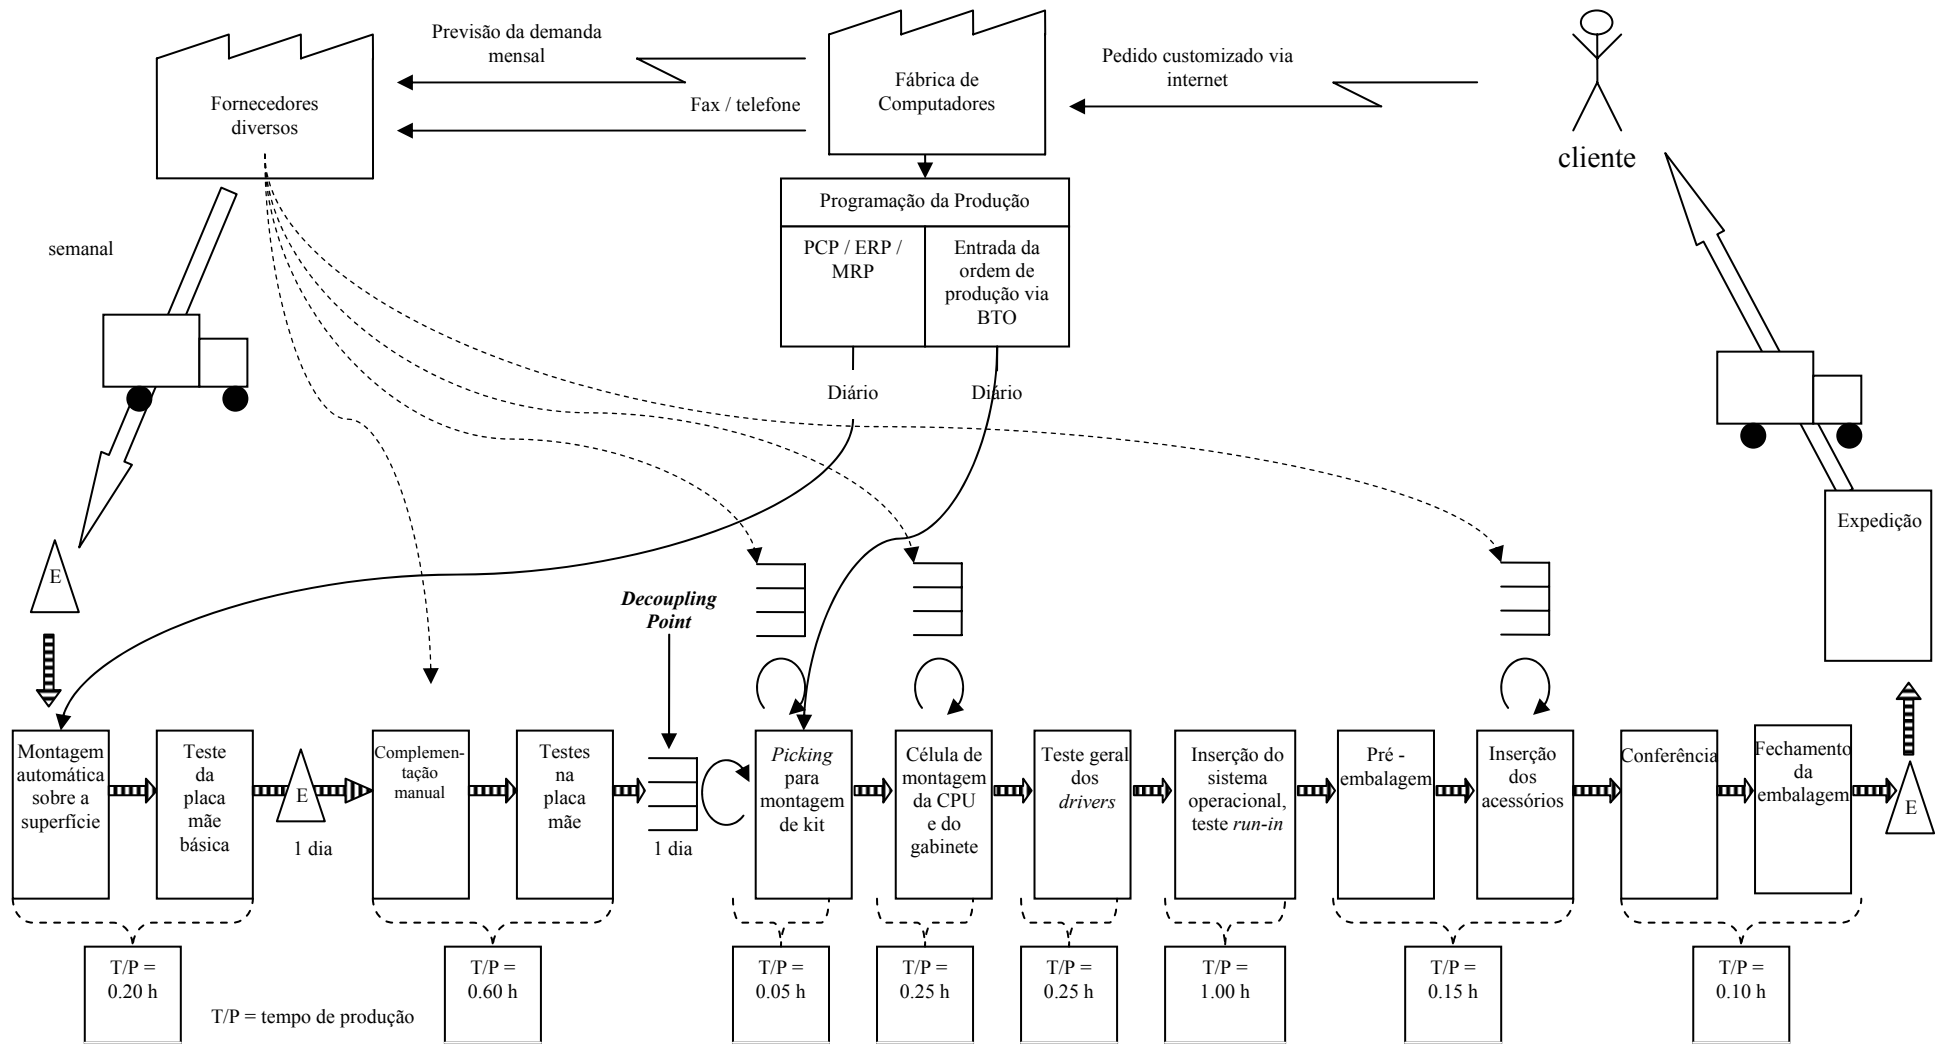 Previsão da demanda
mensal
Fax / telefone
Fornecedores
diversos
Fábrica de
Computadores
Pedido customizado via
internet
cliente
semanal
Programação da Produção
PCP / ERP /
MRP
Entrada da
ordem de
produção via
BTO
Diário
Diário
Expedição
E
Decoupling
Point
Montagem
automática
sobre a
superfície
Teste
da
placa
mãe
básica
E
1 dia
Complemen-
tação
manual
Testes
na
placa
mãe
1 dia
Picking
para
montagem
de kit
Célula de
montagem
da CPU
e do
gabinete
Teste geral
dos
drivers
Inserção do
sistema
operacional,
teste run-in
Pré -
embalagem
Inserção
dos
acessórios
Conferência
Fechamento
da
embalagem
E
T/P =
0.20 h
T/P =
0.60 h
T/P =
0.05 h
T/P =
0.25 h
T/P =
0.25 h
T/P =
1.00 h
T/P =
0.15 h
T/P =
0.10 h
T/P = tempo de produção